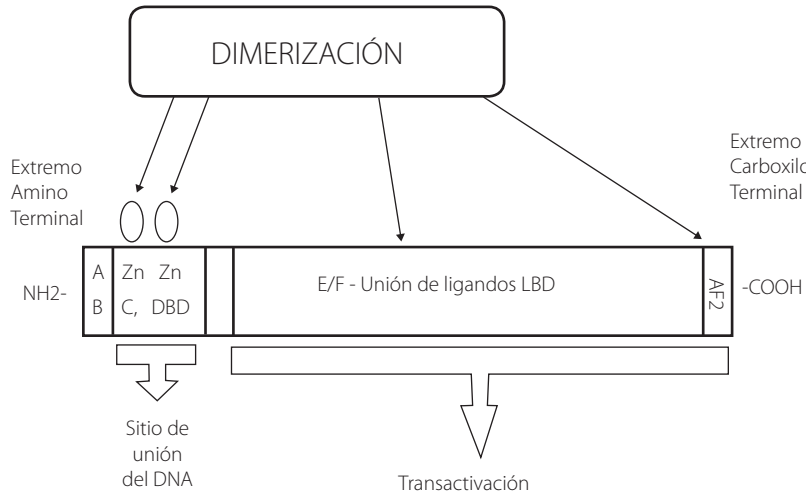 DIMERIZACIÓN
Extremo
Amino
Terminal
Extremo
Carboxilo
Terminal
NH2-
A
B
Zn Zn
C, DBD
E/F - Unión de ligandos LBD
AF2
-COOH
Sitio de
unión
del DNA
Transactivación